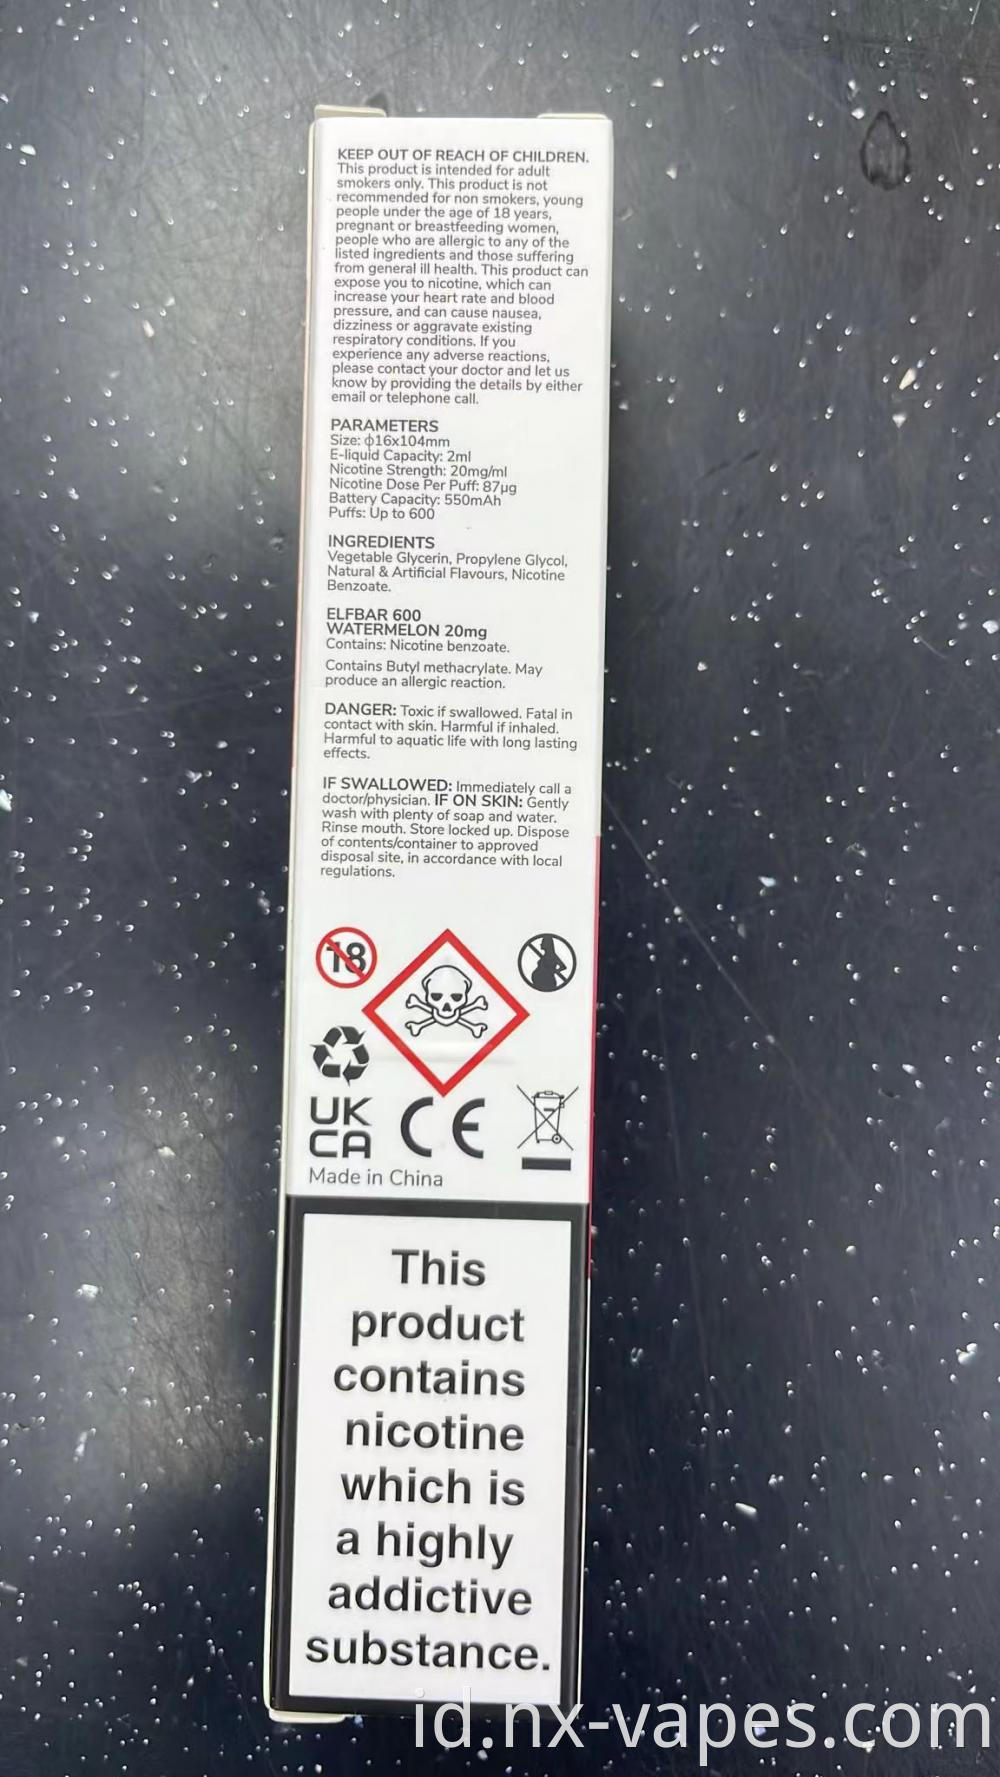 KEEP OUT OF REACH OF CHILDREN.
This product is intended for adult
smokers only. This product is not
recommended for non smokers, young
people under the age of 18 years,
pregnant or breastfeeding women,
people who are allergic to any of the
listed ingredients and those suffering
from general ill health. This product can
expose you to nicotine, which can
increase your heart rate and blood
pressure, and can cause nausea,
dizziness or aggravate existing
respiratory conditions. If you
experience any adverse reactions,
please contact your doctor and let us
know by providing the details by either
email or telephone call.
PARAMETERS
Size: ф16x104mm
E-liquid Capacity: 2ml
Nicotine Strength: 20mg/ml
Nicotine Dose Per Puff: 87µg
Battery Capacity: 550mAh
Puffs: Up to 600
INGREDIENTS
Vegetable Glycerin, Propylene Glycol,
Natural & Artificial Flavours, Nicotine
Benzoate.
ELFBAR 600
WATERMELON 20mg
Contains: Nicotine benzoate.
Contains Butyl methacrylate. May
produce an allergic reaction.
DANGER: Toxic if swallowed. Fatal in
contact with skin. Harmful if inhaled.
Harmful to aquatic life with long lasting
effects.
IF SWALLOWED: Immediately call a
doctor/physician. IF ON SKIN: Gently
wash with plenty of soap and water.
Rinse mouth. Store locked up. Dispose
of contents/container to approved
disposal site, in accordance with local
regulations.
18
UK
CA
CE
Made in China
This
product
contains
nicotine
which is
a highly
addictive
substance.
id.nx-vapes.com